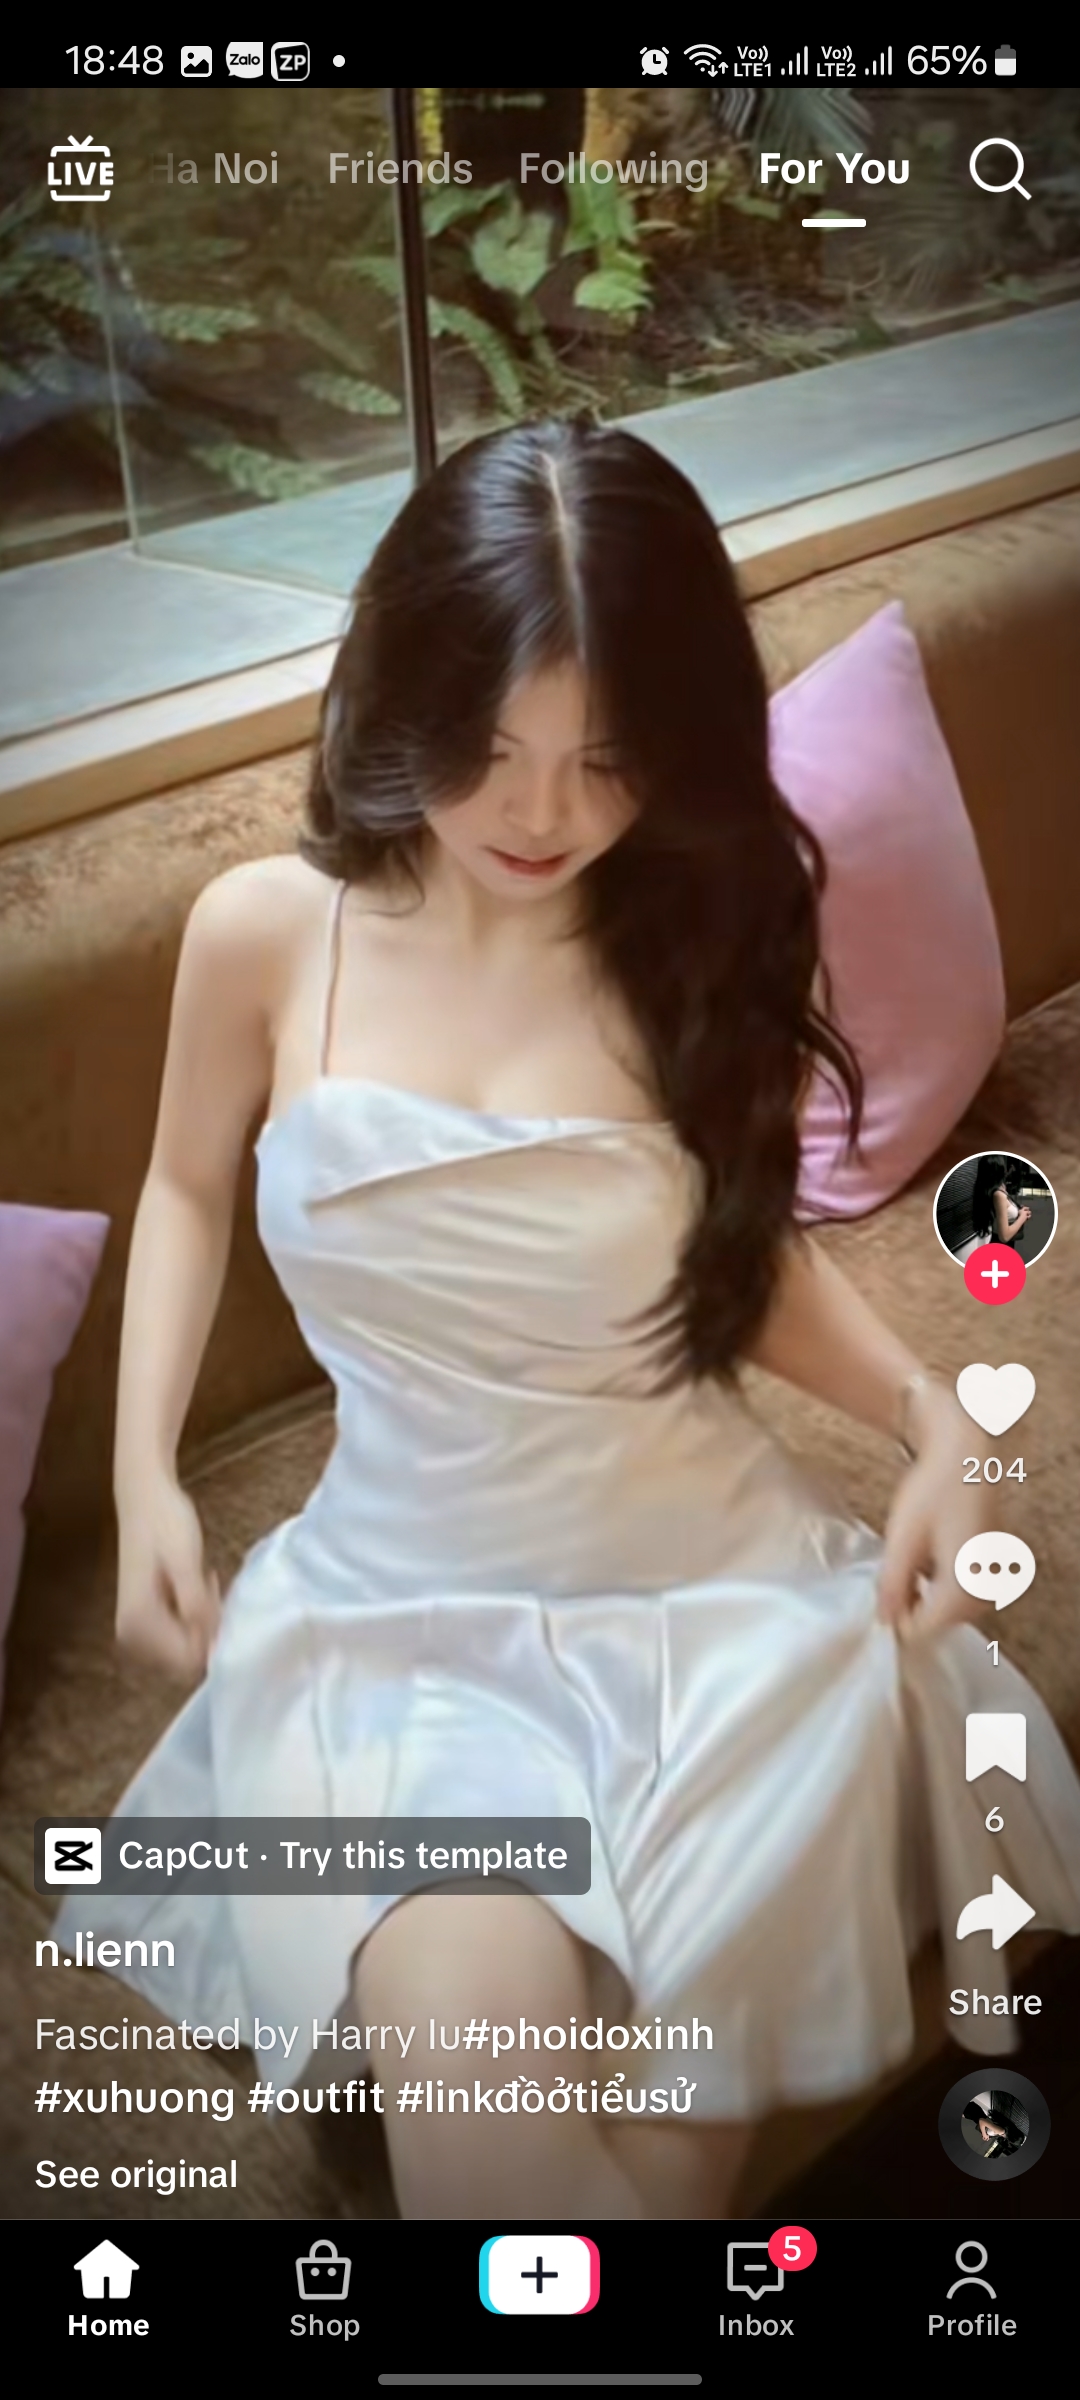 18:48 Zalo ZP Vo)) LTE1 Vo)) LTE2 65%
LIVE Ha Noi Friends Following For You
204
1
6
CapCut · Try this template
n.lienn
Share
Fascinated by Harry lu#phoidoxinh
#xuhuong #outfit #linkđồởtiểusử
See original
5
Home Shop Inbox Profile